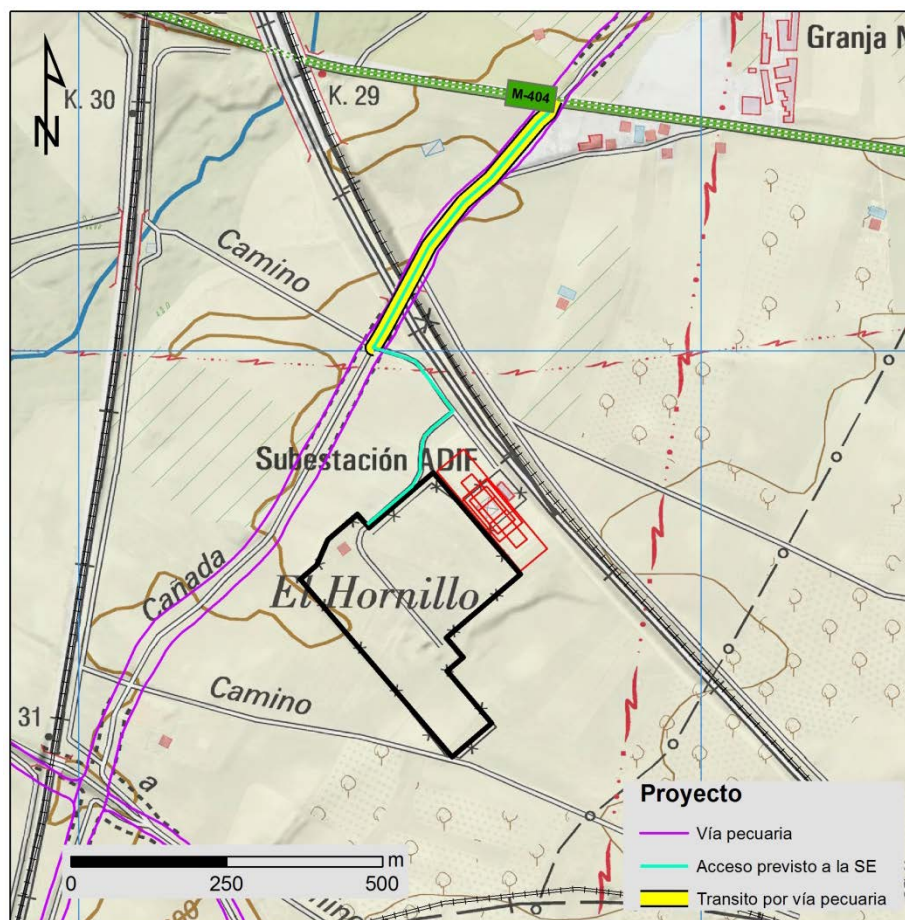 Granja
K. 30
K. 29
M-404
N
Camino
Subestación ADIF
Cañada
El Hornillo
Camino
31
a
Proyecto
Vía pecuaria
Acceso previsto a la SE
Transito por vía pecuaria
m
0 250 500